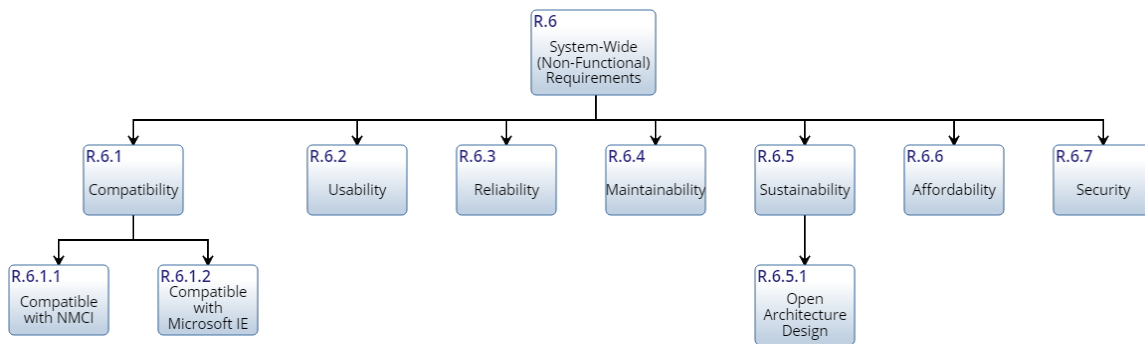 R.6
System-Wide
(Non-Functional)
Requirements
R.6.1
Compatibility
R.6.2
Usability
R.6.3
Reliability
R.6.4
Maintainability
R.6.5
Sustainability
R.6.6
Affordability
R.6.7
Security
R.6.1.1
Compatible
with NMCI
R.6.1.2
Compatible
with
Microsoft IE
R.6.5.1
Open
Architecture
Design